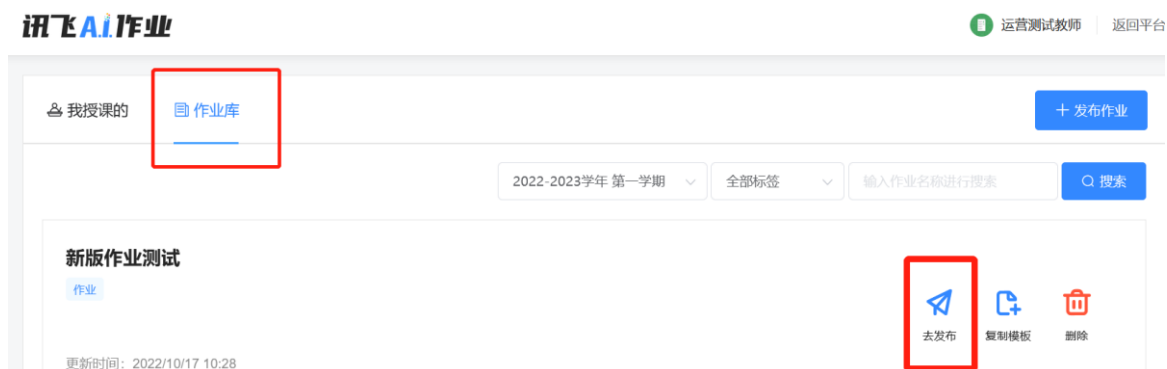 讯飞A.i.作业
运营测试教师 返回平台
我授课的 作业库 + 发布作业
2022-2023学年 第一学期 全部标签 输入作业名称进行搜索 搜索
新版作业测试
作业
去发布 复制模板 删除
更新时间：2022/10/17 10:28